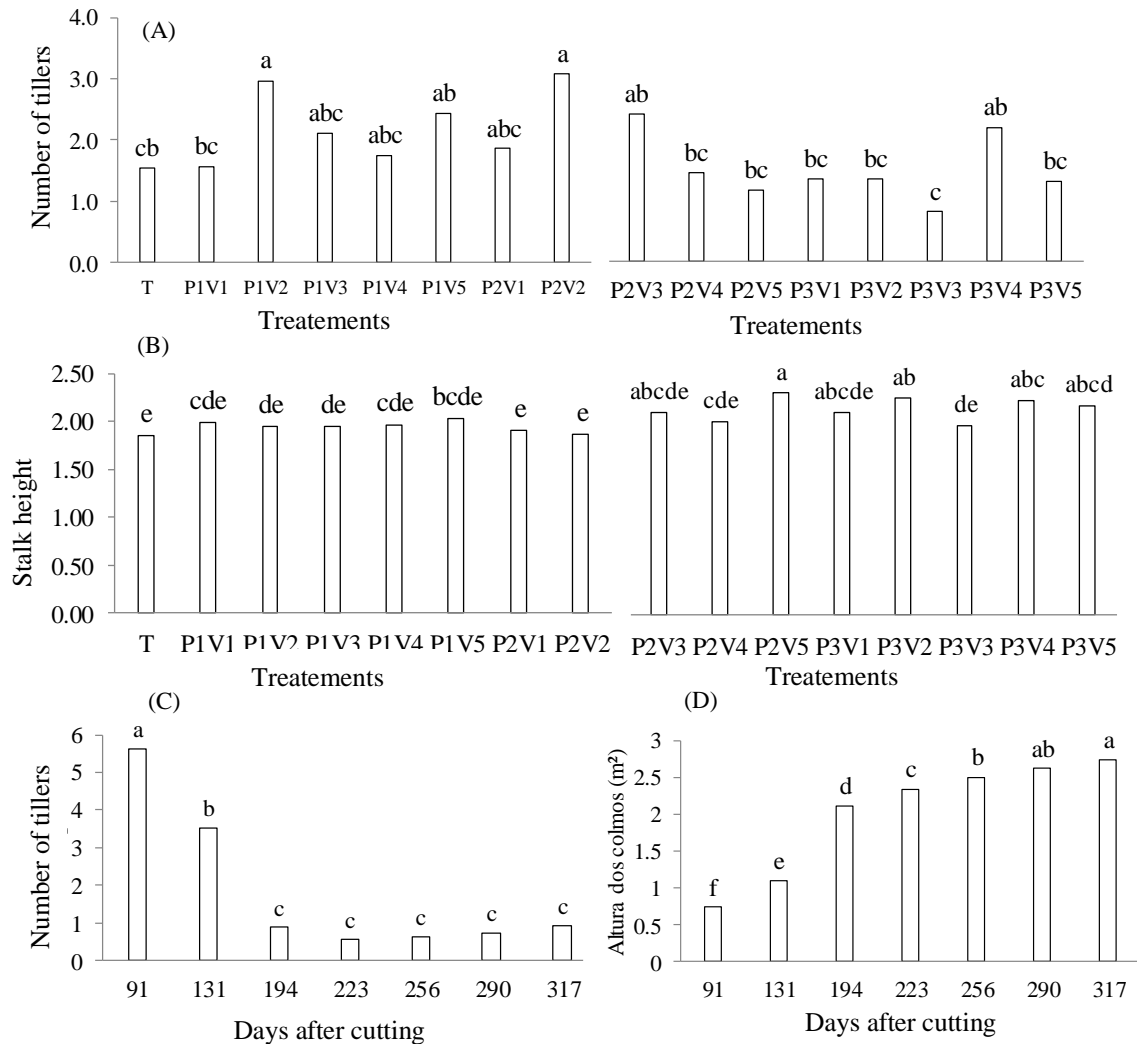 (A)
Number of tillers
4.0
3.0
2.0
1.0
0.0
cb bc a abc abc ab abc a
T P1V1 P1V2 P1V3 P1V4 P1V5 P2V1 P2V2
Treatements
ab bc bc bc bc c ab bc
P2V3 P2V4 P2V5 P3V1 P3V2 P3V3 P3V4 P3V5
Treatements
(B)
Stalk height
2.50
2.00
1.50
1.00
0.50
0.00
e cde de de cde bcde e e
T P1V1 P1V2 P1V3 P1V4 P1V5 P2V1 P2V2
Treatements
abcde cde a abcde ab de abc abcd
P2V3 P2V4 P2V5 P3V1 P3V2 P3V3 P3V4 P3V5
Treatements
(C)
Number of tillers
6
5
4
3
2
1
0
a b c c c c c
91 131 194 223 256 290 317
Days after cutting
(D)
Altura dos colmos (m²)
3
2.5
2
1.5
1
0.5
0
f e d c b ab a
91 131 194 223 256 290 317
Days after cutting